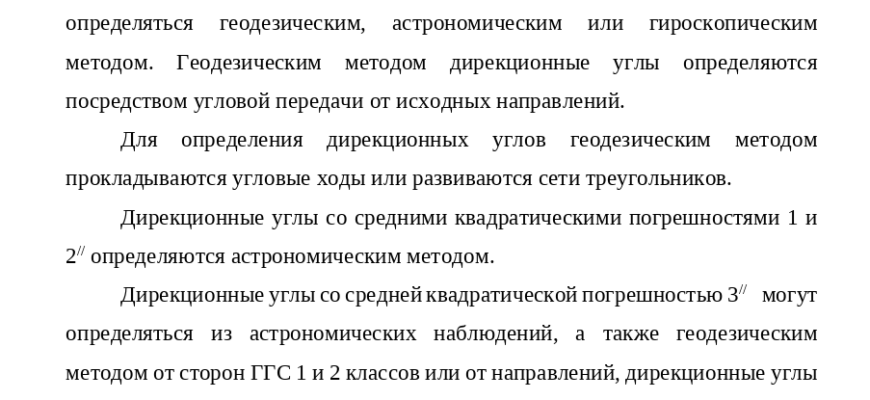 определяться геодезическим, астрономическим или гироскопическим
методом. Геодезическим методом дирекционные углы определяются
посредством угловой передачи от исходных направлений.
Для определения дирекционных углов геодезическим методом
прокладываются угловые ходы или развиваются сети треугольников.
Дирекционные углы со средними квадратическими погрешностями 1 и
2// определяются астрономическим методом.
Дирекционные углы со средней квадратической погрешностью 3// могут
определяться из астрономических наблюдений, а также геодезическим
методом от сторон ГГС 1 и 2 классов или от направлений, дирекционные углы